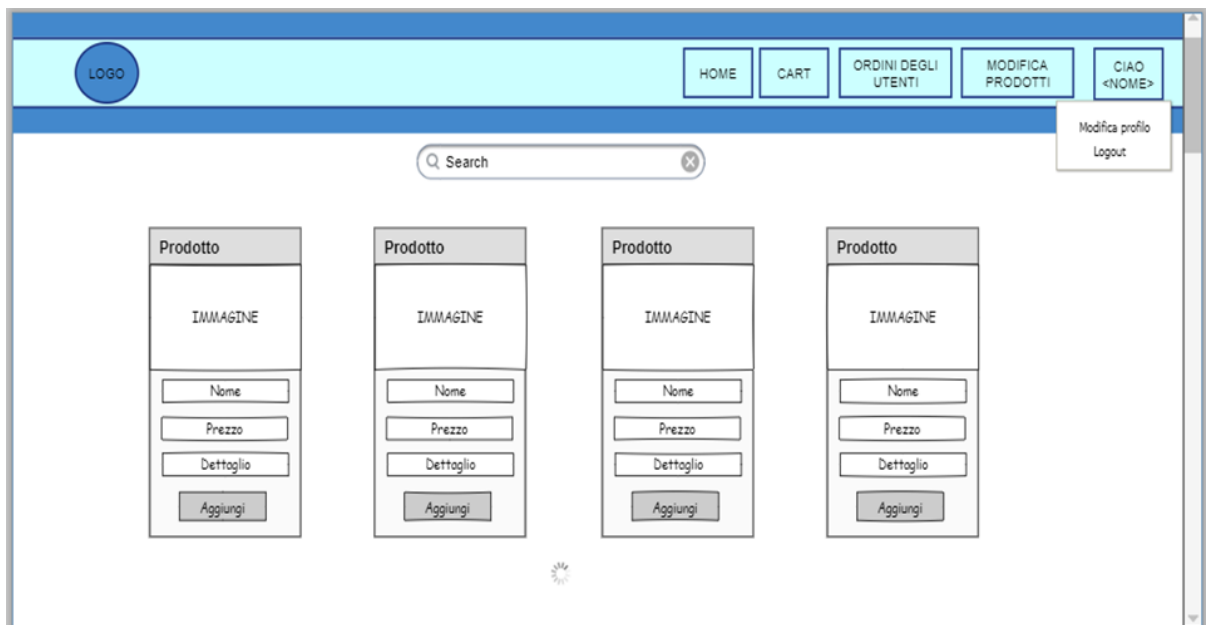 LOGO
HOME
CART
ORDINI DEGLI
UTENTI
MODIFICA
PRODOTTI
CIAO
<NOME>
Modifica profilo
Logout
Search
Prodotto
IMMAGINE
Nome
Prezzo
Dettaglio
Aggiungi
Prodotto
IMMAGINE
Nome
Prezzo
Dettaglio
Aggiungi
Prodotto
IMMAGINE
Nome
Prezzo
Dettaglio
Aggiungi
Prodotto
IMMAGINE
Nome
Prezzo
Dettaglio
Aggiungi